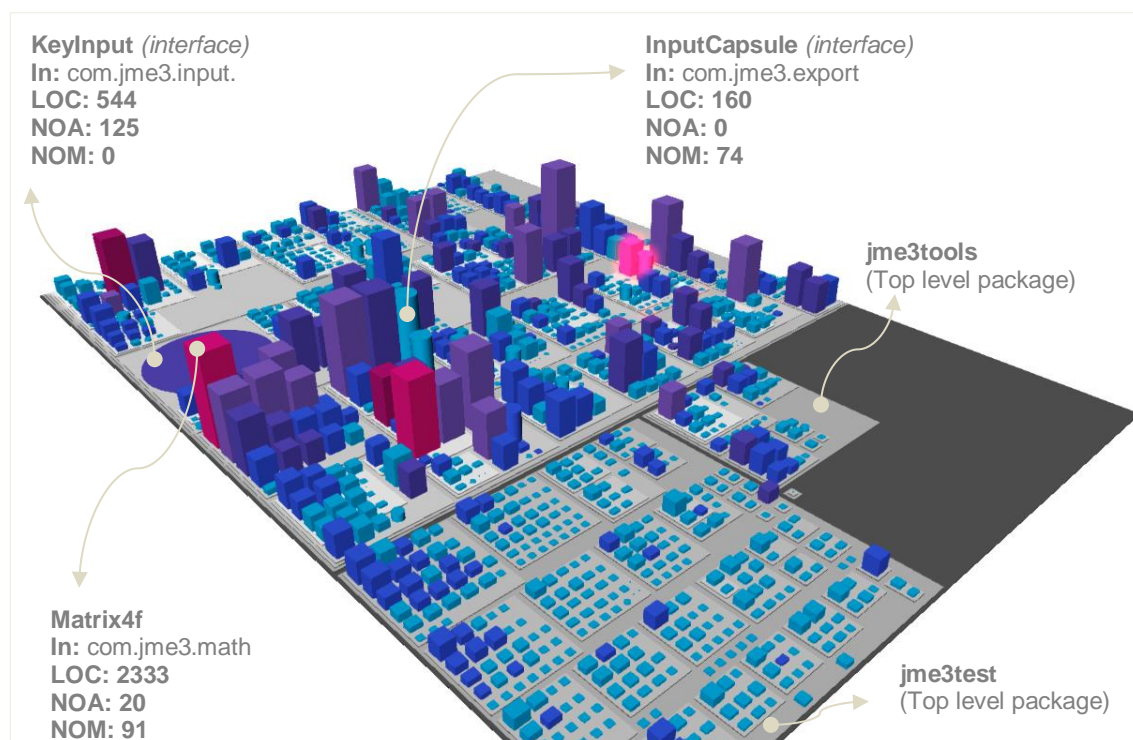 KeyInput (interface)
In: com.jme3.input.
LOC: 544
NOA: 125
NOM: 0
InputCapsule (interface)
In: com.jme3.export
LOC: 160
NOA: 0
NOM: 74
jme3tools
(Top level package)
Matrix4f
In: com.jme3.math
LOC: 2333
NOA: 20
NOM: 91
jme3test
(Top level package)